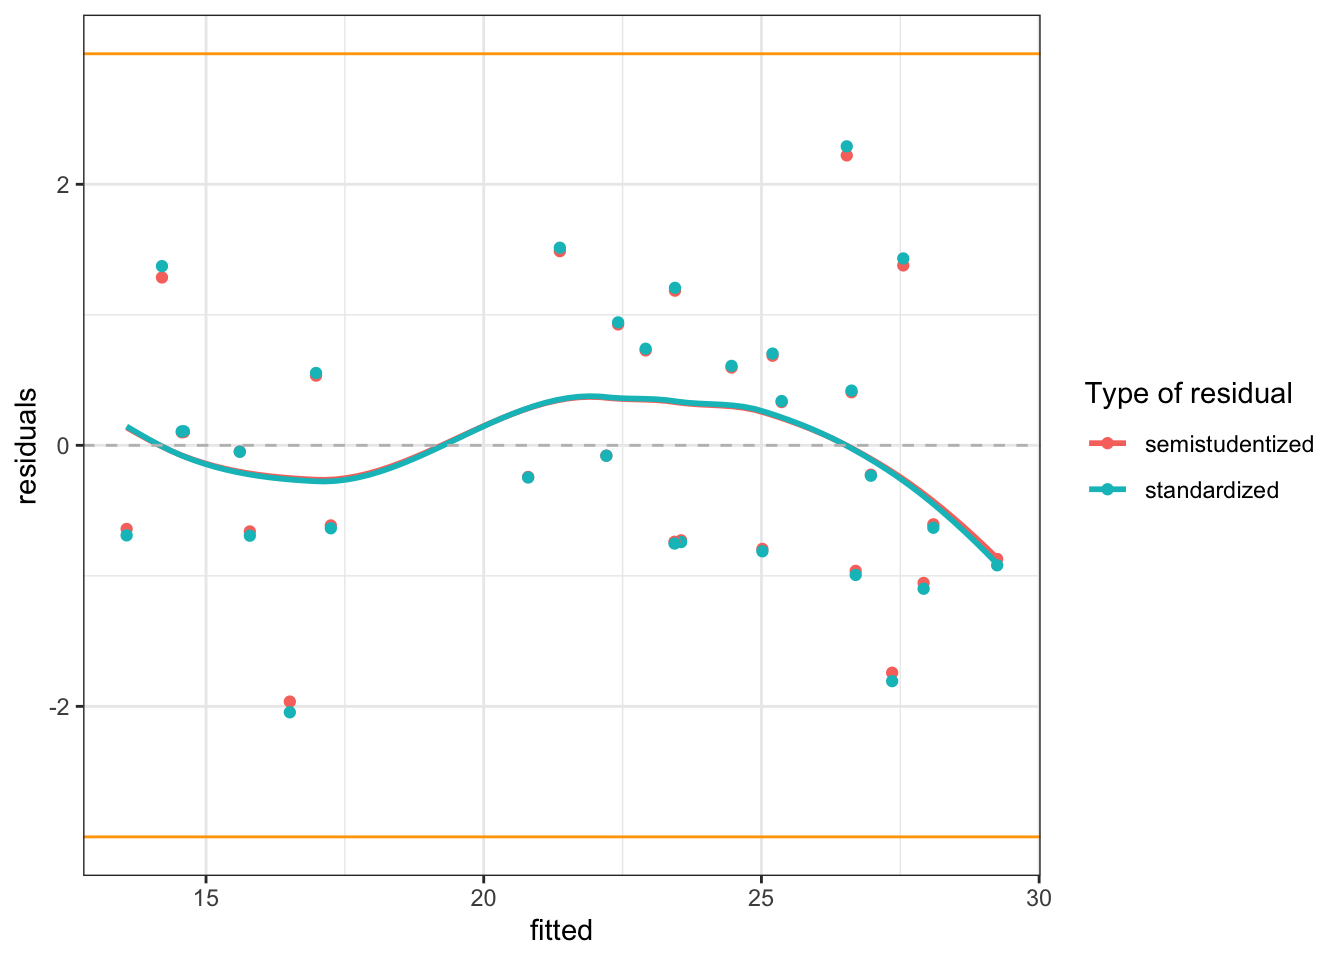 2
0
-2
residuals
15
20
25
30
fitted
Type of residual
semistudentized
standardized